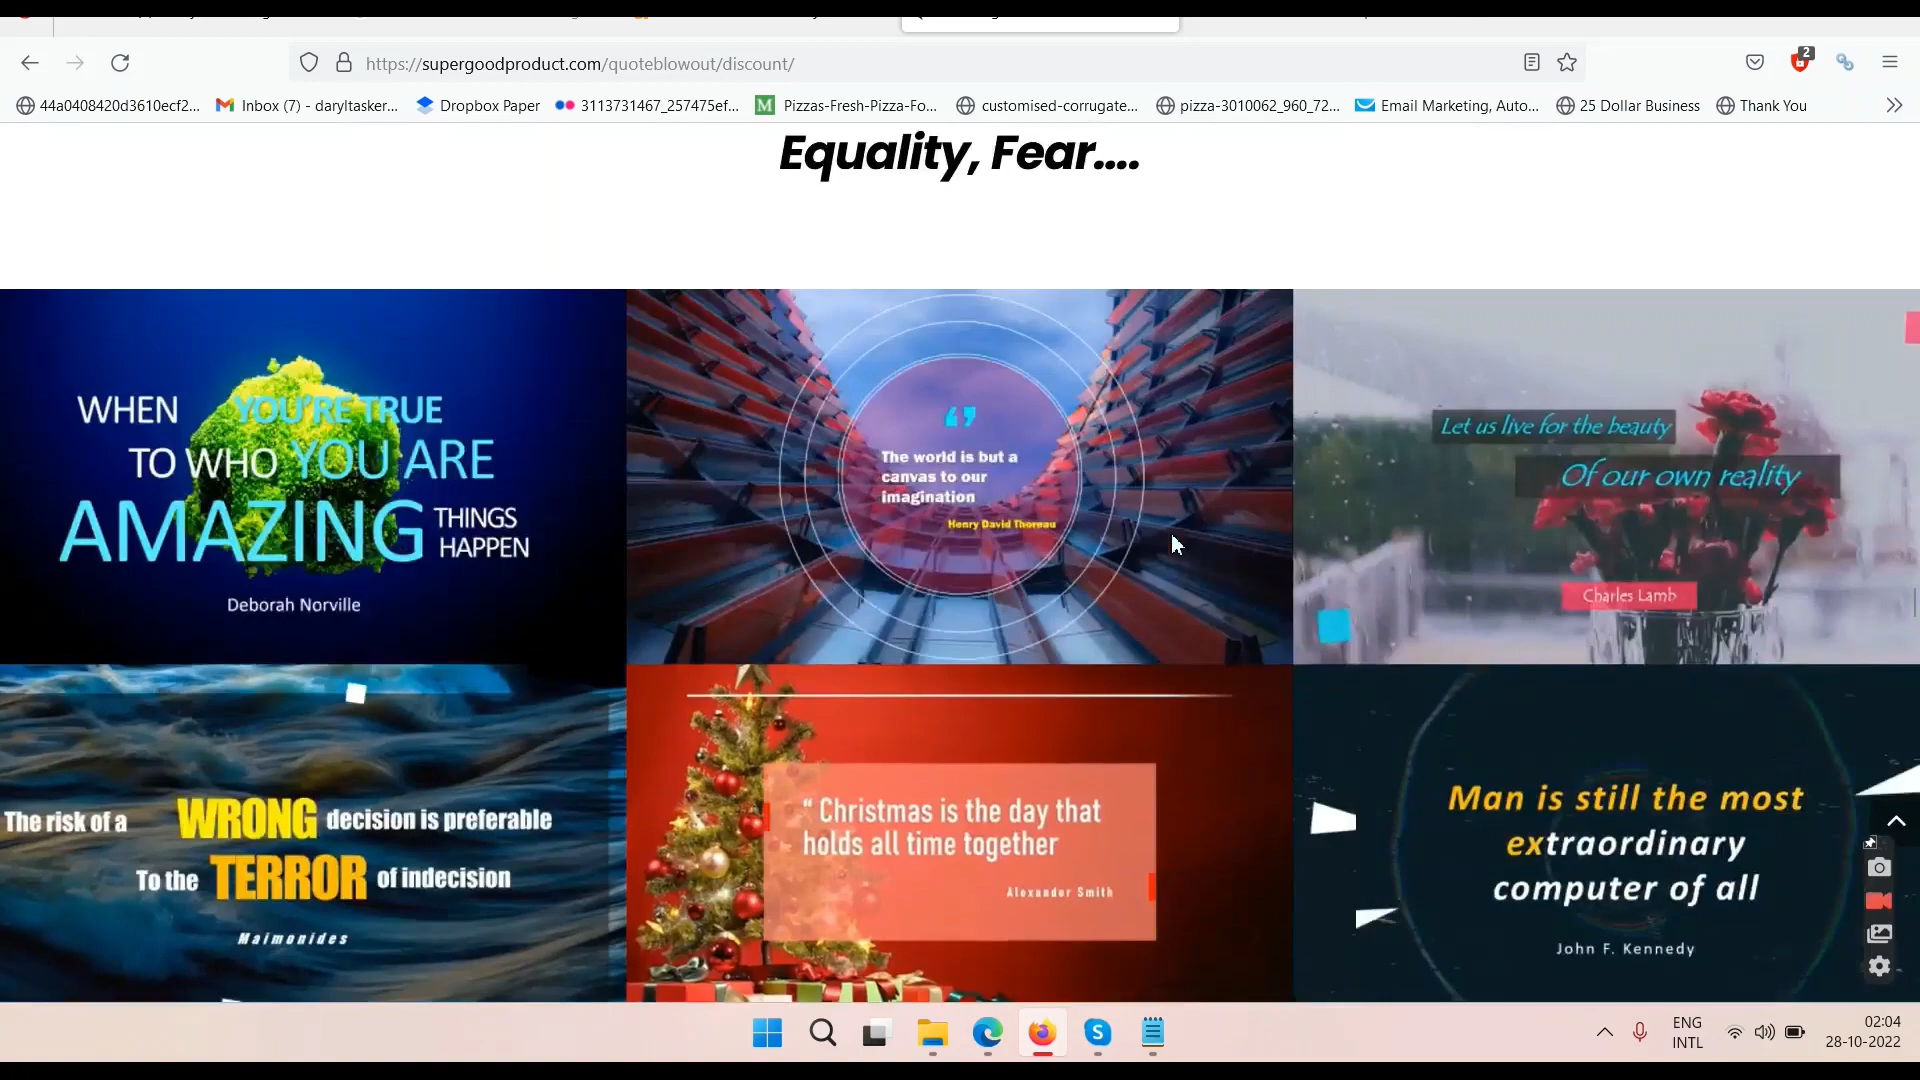 https://supergoodproduct.com/quoteblowout/discount/
2
44a0408420d3610ecf2...
Inbox (7) - daryltasker...
Dropbox Paper
3113731467_257475ef...
M
Pizzas-Fresh-Pizza-Fo...
customised-corrugate...
pizza-3010062_960_72...
Email Marketing, Auto...
25 Dollar Business
Thank You
Equality, Fear....
WHEN YOU'RE TRUE
TO WHO YOU ARE
AMAZING THINGS
HAPPEN
Deborah Norville
The world is but a
canvas to our
imagination
Henry David Thoreau
Let us live for the beauty
Of our own reality
Charles Lamb
The risk of a WRONG decision is preferable
To the TERROR of indecision
Maimonides
“ Christmas is the day that
holds all time together
Alexander Smith
Man is still the most
extraordinary
computer of all
John F. Kennedy
S
ENG
INTL
02:04
28-10-2022